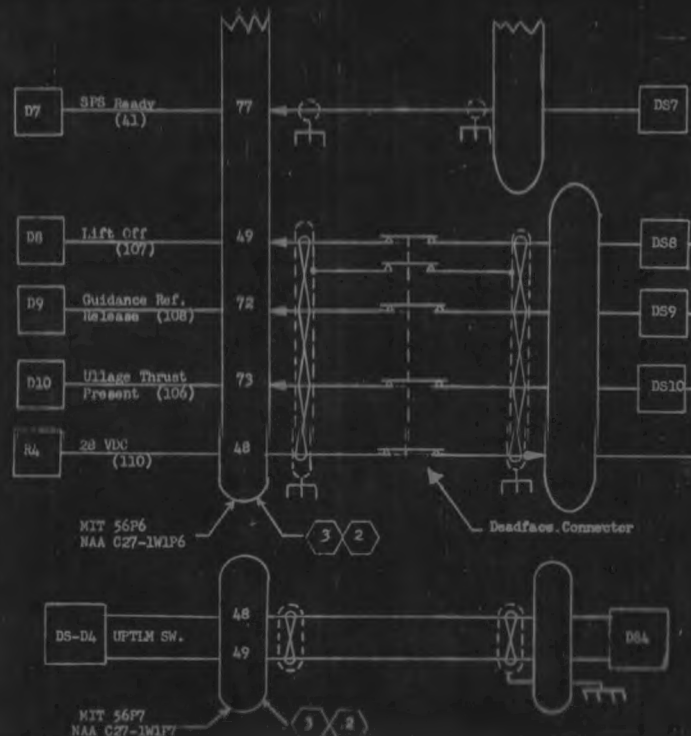 D7 SPS Ready 77 DS7
(41)
D8 Lift Off 49 DS8
(107)
D9 Guidance Ref. 72 DS9
Release (108)
D10 Ullage Thrust 73 DS10
Present (106)
R4 28 VDC 48
(110)
MIT 56P6
NAA C27-1W1P6
3 2
Deadface Connector
48
DS-D4 UPTLM SW. DS4
49
MIT 56P7
NAA C27-1W1P7
3 2